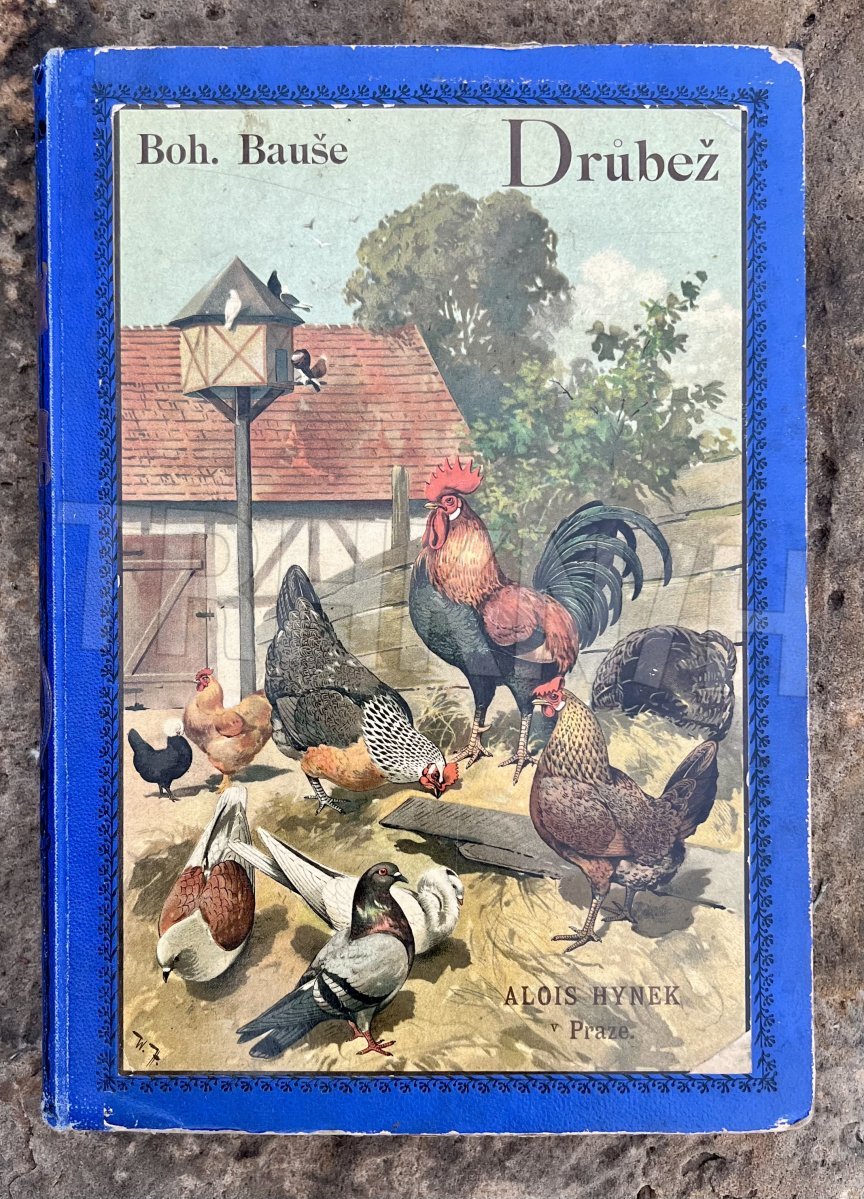 Boh. Bauše
Drůbež
ALOIS HYNEK
v Praze.